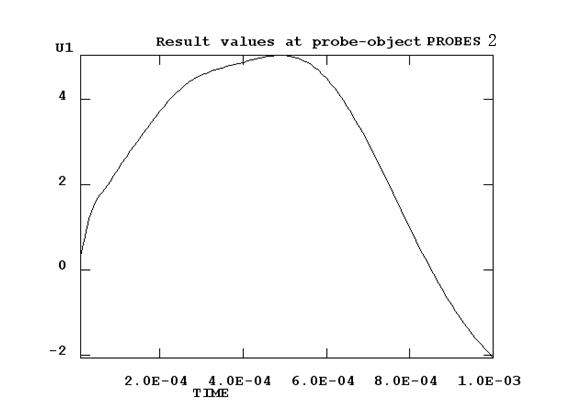 Result values at probe-object PROBES 2
U1
4
2
0
-2
2.0E-04 4.0E-04 6.0E-04 8.0E-04 1.0E-03
TIME